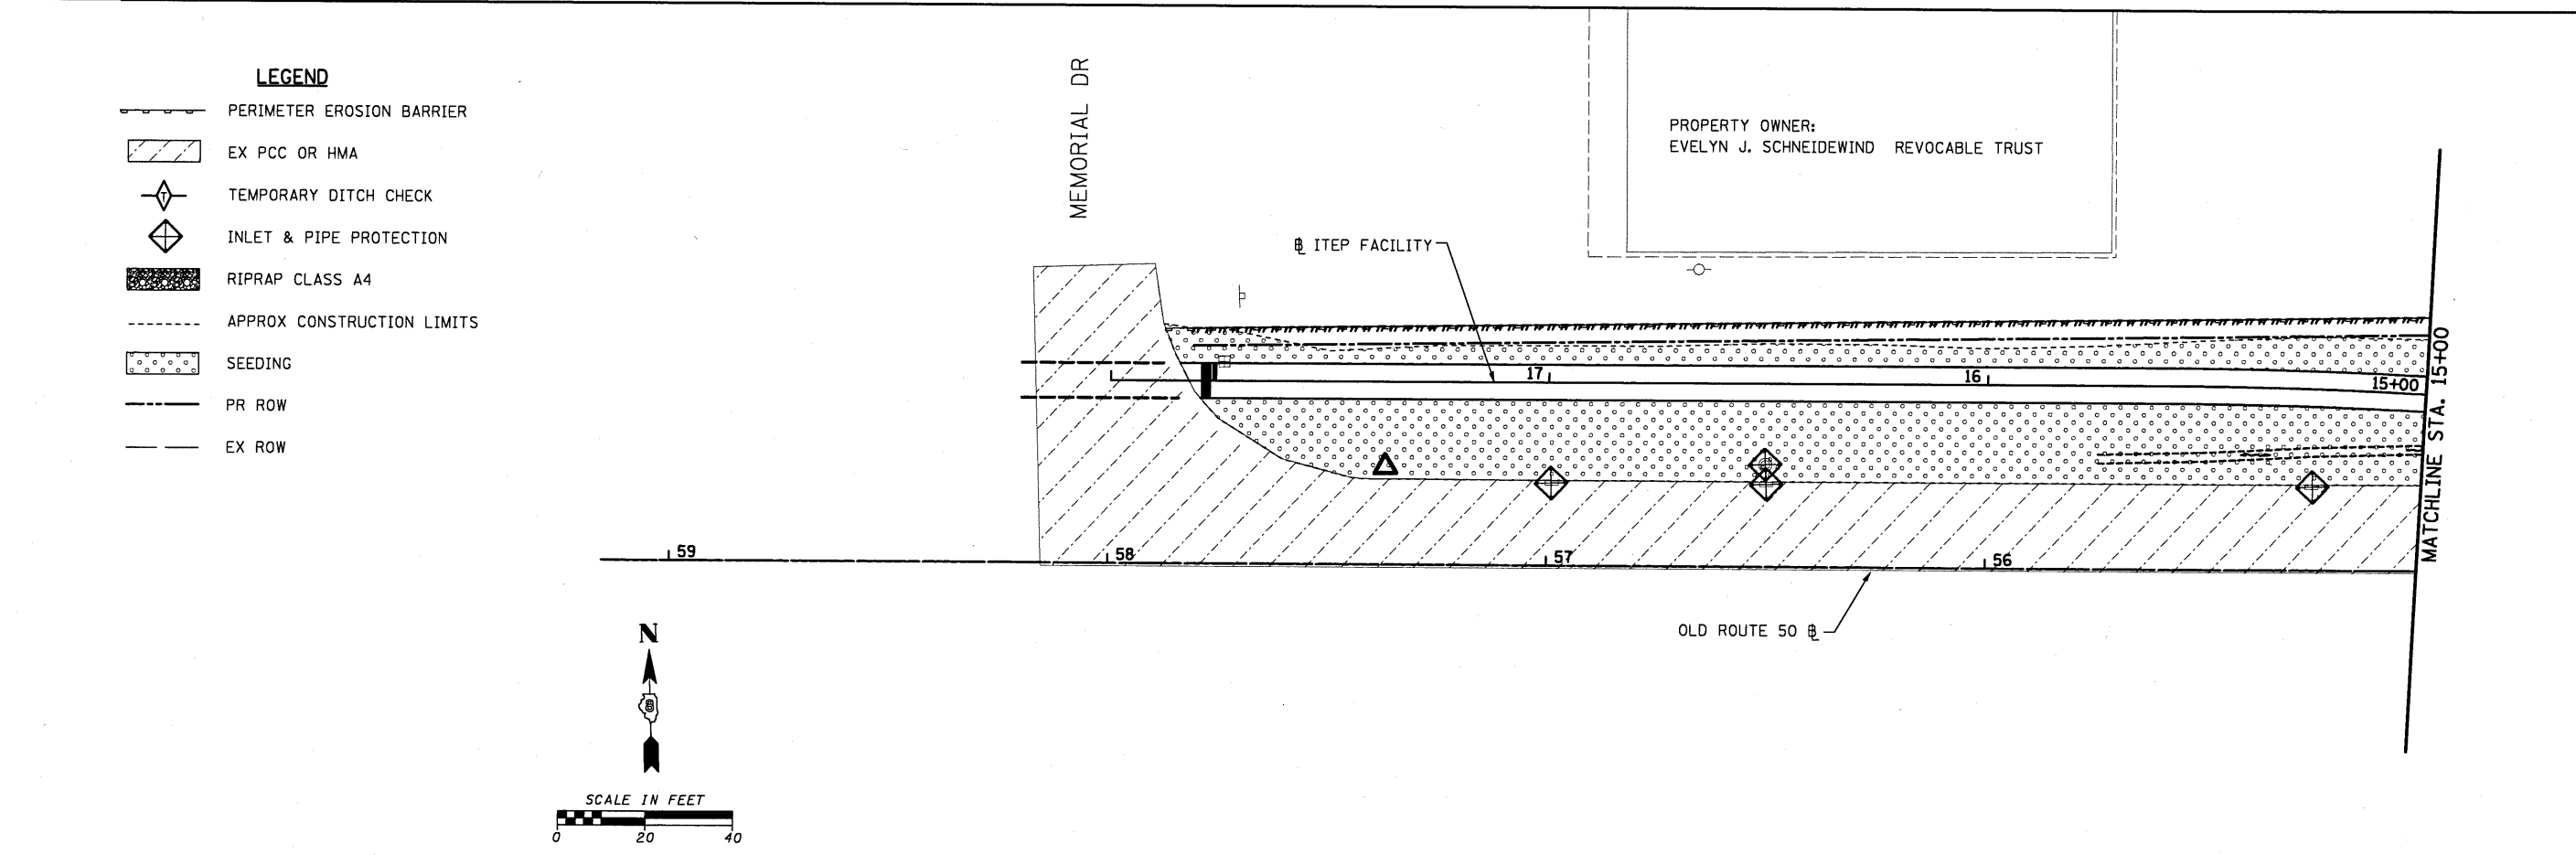 LEGEND
PERIMETER EROSION BARRIER
EX PCC OR HMA
T
TEMPORARY DITCH CHECK
INLET & PIPE PROTECTION
RIPRAP CLASS A4
APPROX CONSTRUCTION LIMITS
SEEDING
PR ROW
EX ROW
MEMORIAL DR
PROPERTY OWNER:
EVELYN J. SCHNEIDEWIND REVOCABLE TRUST
℄ ITEP FACILITY
17
16
15+00
MATCHLINE STA. 15+00
59
58
57
56
OLD ROUTE 50 ℄
N
SCALE IN FEET
0 20 40